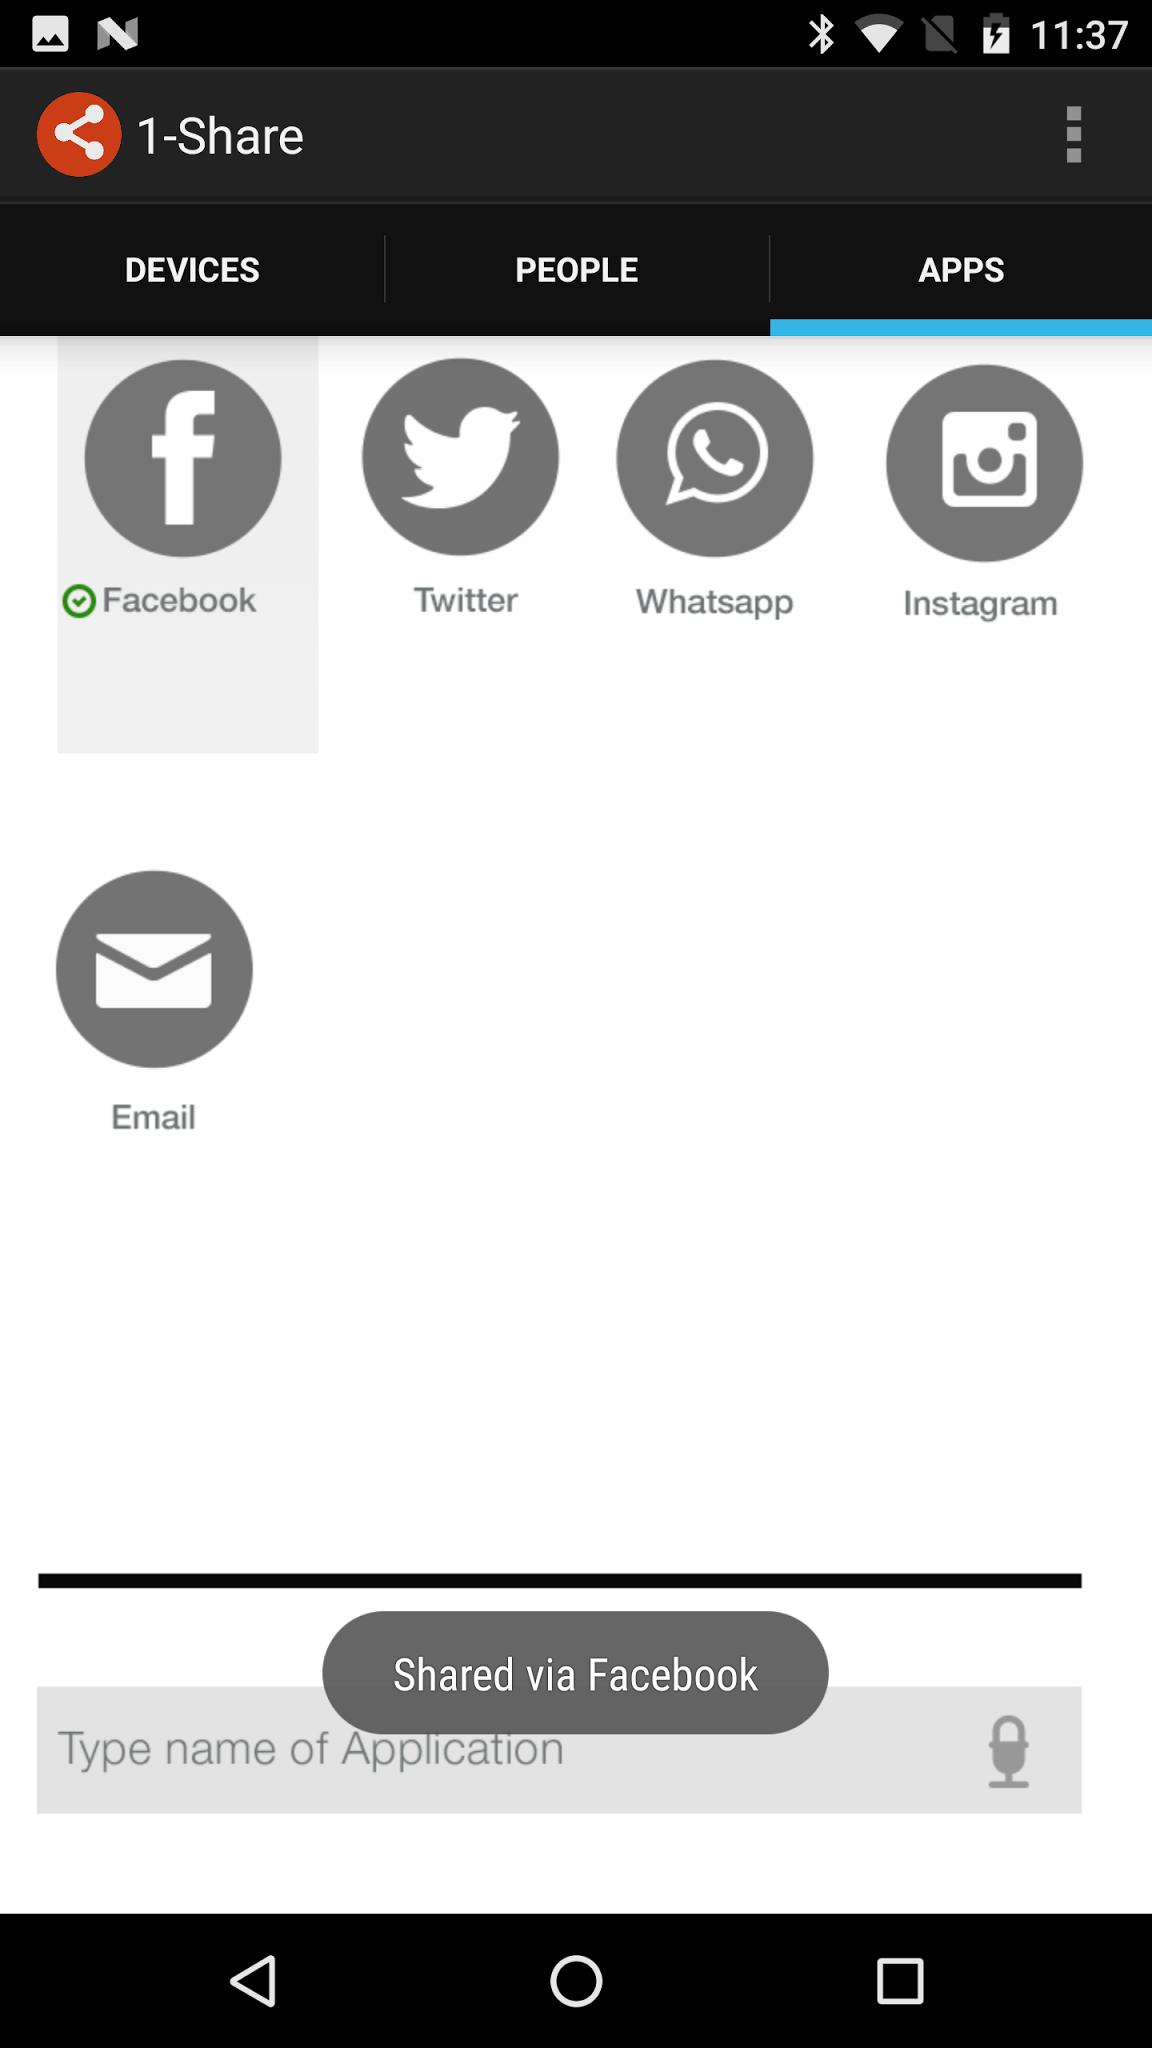 11:37
1-Share
DEVICES
PEOPLE
APPS
Facebook
Twitter
Whatsapp
Instagram
Email
Shared via Facebook
Type name of Application